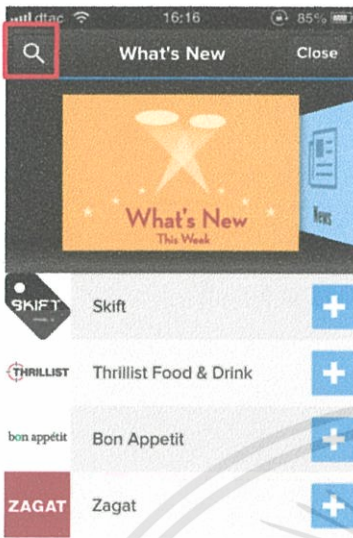 dtac 16:16 85%
What's New Close
What's New
This Week
News
SKIFT Skift
THRILLIST Thrillist Food & Drink
bon appétit Bon Appetit
ZAGAT Zagat